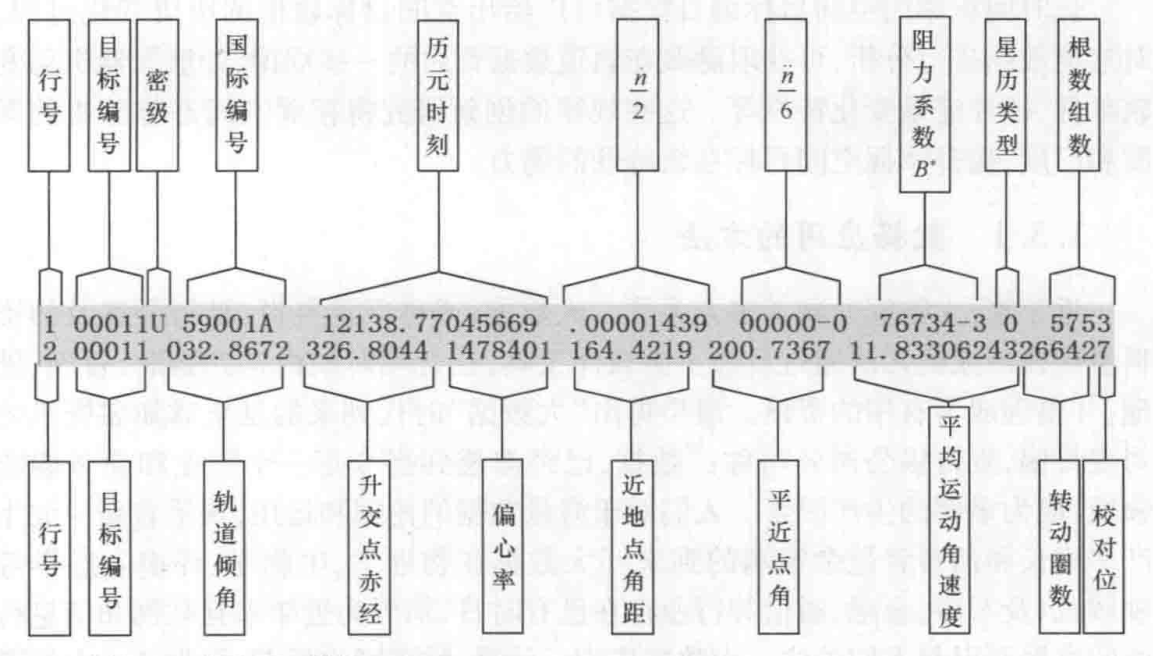 行号
目标编号
密级
国际编号
历元时刻
ṅ/2
n̈/6
阻力系数B*
星历类型
根数组数
1 00011U 59001A 12138.77045669 .00001439 00000-0 76734-3 0 5753
2 00011 032.8672 326.8044 1478401 164.4219 200.7367 11.83306243266427
行号
目标编号
轨道倾角
升交点赤经
偏心率
近地点角距
平近点角
平均运动角速度
转动圈数
校对位